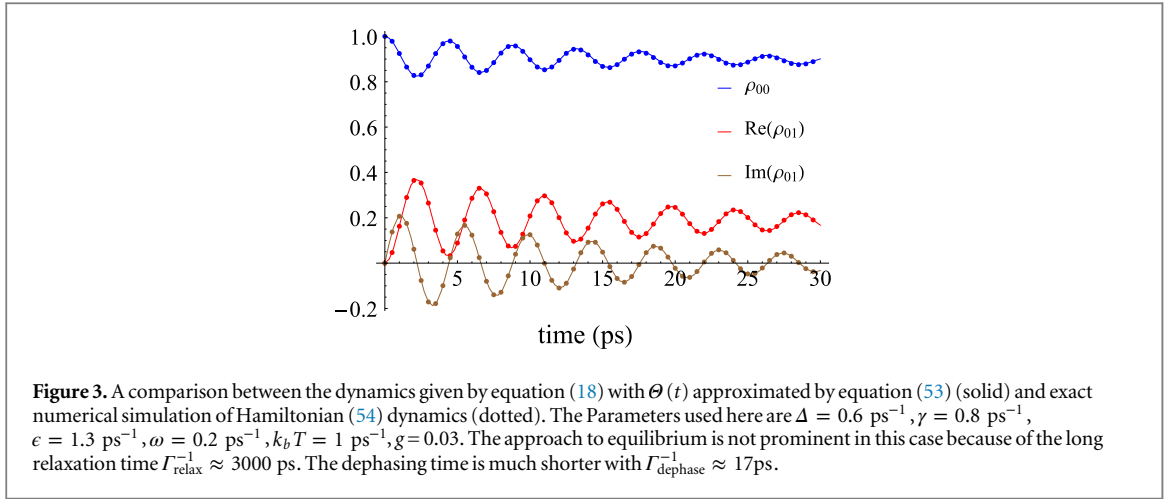 1.0
0.8
0.6
0.4
0.2
−0.2
5 10 15 20 25 30
time (ps)
ρ₀₀
Re(ρ₀₁)
Im(ρ₀₁)
Figure 3. A comparison between the dynamics given by equation (18) with Θ(t) approximated by equation (53) (solid) and exact
numerical simulation of Hamiltonian (54) dynamics (dotted). The Parameters used here are Δ = 0.6 ps⁻¹, γ = 0.8 ps⁻¹,
ϵ = 1.3 ps⁻¹, ω = 0.2 ps⁻¹, k_b T = 1 ps⁻¹, g = 0.03. The approach to equilibrium is not prominent in this case because of the long
relaxation time Γ⁻¹_relax ≈ 3000 ps. The dephasing time is much shorter with Γ⁻¹_dephase ≈ 17ps.